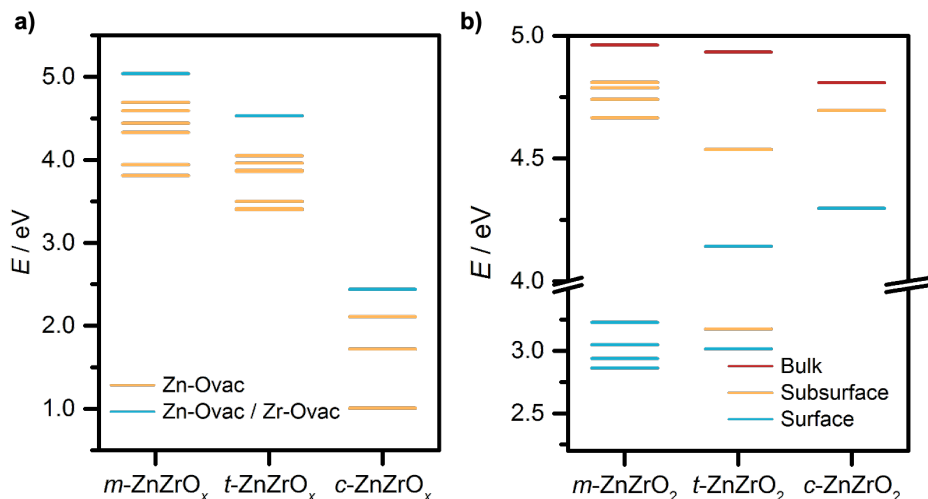 a)
E / eV
5.0
4.0
3.0
2.0
1.0
Zn-Ovac
Zn-Ovac / Zr-Ovac
m-ZnZrOₓ
t-ZnZrOₓ
c-ZnZrOₓ
b)
E / eV
5.0
4.5
4.0
3.0
2.5
Bulk
Subsurface
Surface
m-ZnZrO₂
t-ZnZrO₂
c-ZnZrO₂